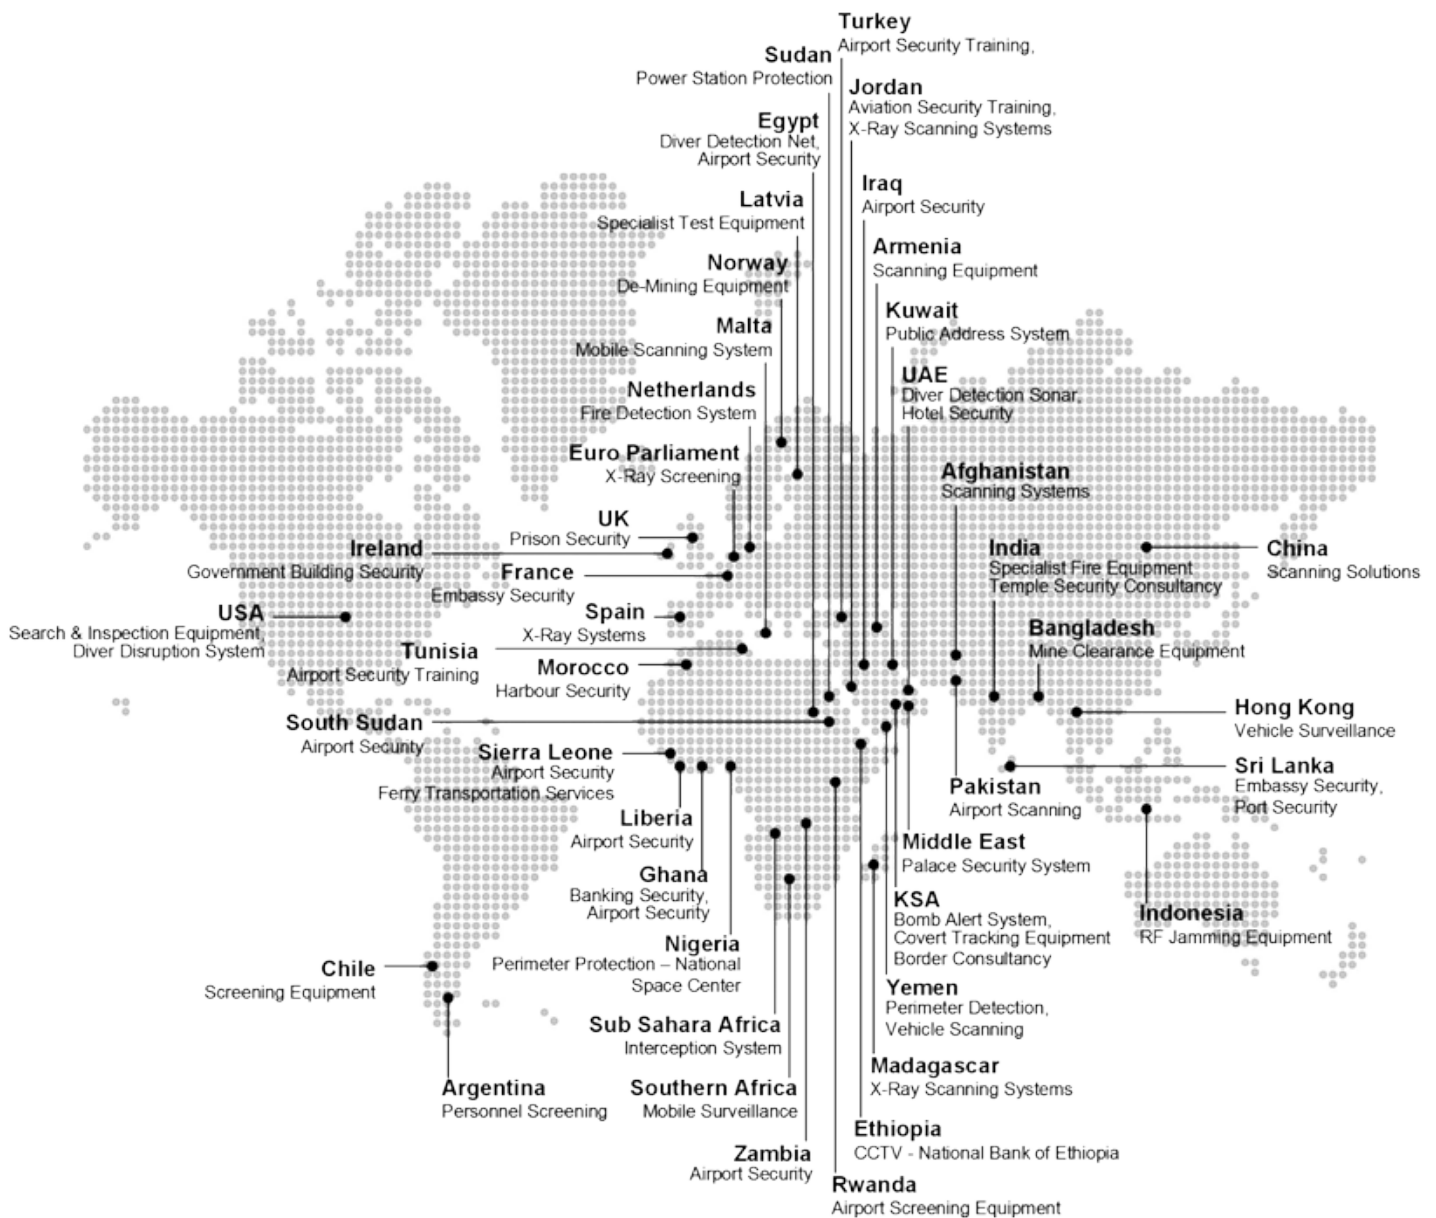 Turkey
Airport Security Training,
Sudan
Power Station Protection
Jordan
Aviation Security Training,
X-Ray Scanning Systems
Egypt
Diver Detection Net,
Airport Security
Iraq
Airport Security
Latvia
Specialist Test Equipment
Armenia
Scanning Equipment
Norway
De-Mining Equipment
Kuwait
Public Address System
Malta
Mobile Scanning System
UAE
Diver Detection Sonar,
Hotel Security
Netherlands
Fire Detection System
Euro Parliament
X-Ray Screening
Afghanistan
Scanning Systems
UK
Prison Security
Ireland
Government Building Security
India
Specialist Fire Equipment
Temple Security Consultancy
China
Scanning Solutions
France
Embassy Security
USA
Search & Inspection Equipment,
Diver Disruption System
Spain
X-Ray Systems
Bangladesh
Mine Clearance Equipment
Tunisia
Airport Security Training
Morocco
Harbour Security
South Sudan
Airport Security
Hong Kong
Vehicle Surveillance
Sierra Leone
Airport Security
Ferry Transportation Services
Sri Lanka
Embassy Security,
Port Security
Pakistan
Airport Scanning
Liberia
Airport Security
Middle East
Palace Security System
Ghana
Banking Security,
Airport Security
KSA
Bomb Alert System,
Covert Tracking Equipment
Border Consultancy
Indonesia
RF Jamming Equipment
Nigeria
Perimeter Protection – National
Space Center
Chile
Screening Equipment
Yemen
Perimeter Detection,
Vehicle Scanning
Sub Sahara Africa
Interception System
Madagascar
X-Ray Scanning Systems
Argentina
Personnel Screening
Southern Africa
Mobile Surveillance
Ethiopia
CCTV - National Bank of Ethiopia
Zambia
Airport Security
Rwanda
Airport Screening Equipment